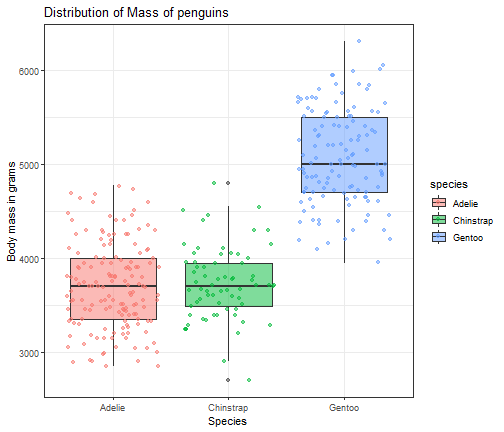 Distribution of Mass of penguins
6000
5000
4000
3000
Body mass in grams
Adelie
Chinstrap
Gentoo
Species
species
Adelie
Chinstrap
Gentoo